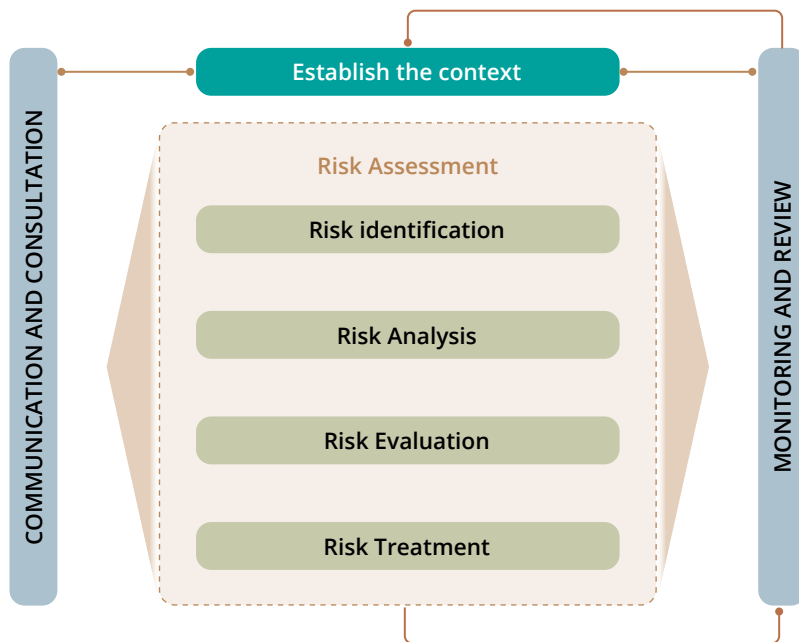 Establish the context
COMMUNICATION AND CONSULTATION
Risk Assessment
Risk identification
Risk Analysis
Risk Evaluation
Risk Treatment
MONITORING AND REVIEW